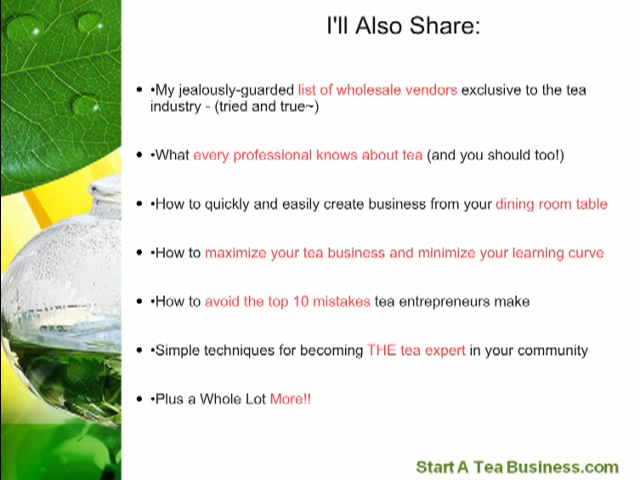 I'll Also Share:
• •My jealously-guarded list of wholesale vendors exclusive to the tea
industry - (tried and true~)
• •What every professional knows about tea (and you should too!)
• •How to quickly and easily create business from your dining room table
• •How to maximize your tea business and minimize your learning curve
• •How to avoid the top 10 mistakes tea entrepreneurs make
• •Simple techniques for becoming THE tea expert in your community
• •Plus a Whole Lot More!!
Start A Tea Business.com